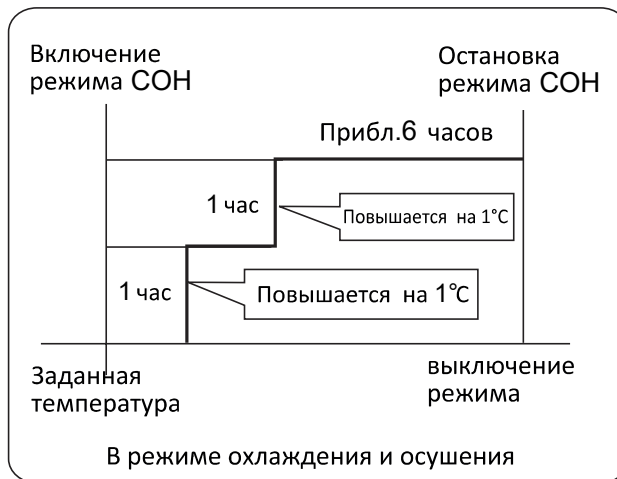 Включение
режима СОН
Остановка
режима СОН
Прибл.6 часов
1 час
Повышается на 1°C
1 час
Повышается на 1°C
Заданная
температура
выключение
режима
В режиме охлаждения и осушения